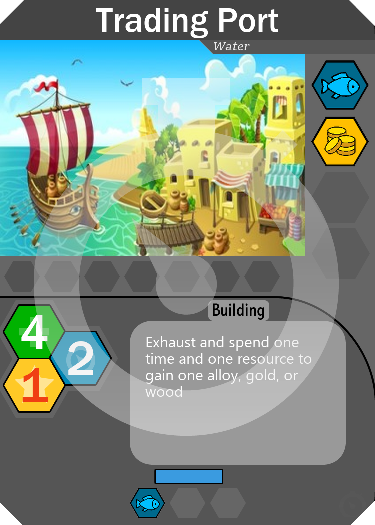 Trading Port
Water
Building
4
2
1
Exhaust and spend one
time and one resource to
gain one alloy, gold, or
wood